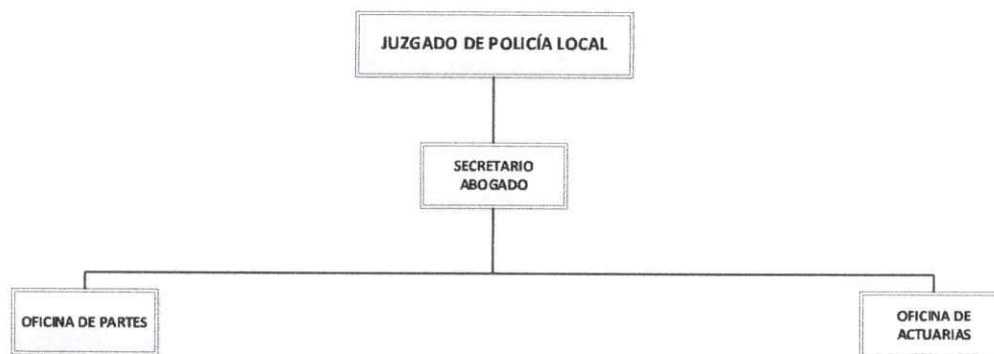 JUZGADO DE POLICÍA LOCAL
SECRETARIO
ABOGADO
OFICINA DE PARTES
OFICINA DE
ACTUARIAS